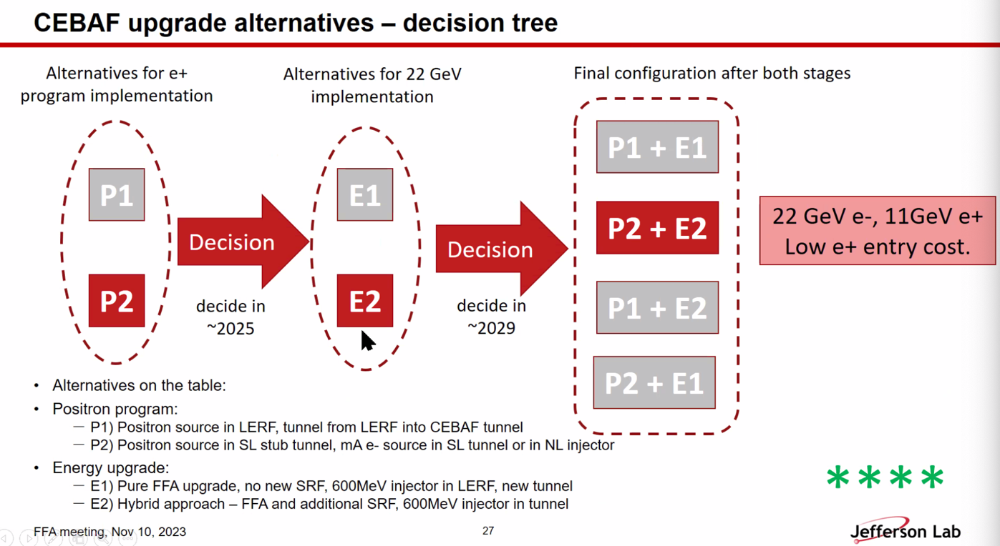 CEBAF upgrade alternatives – decision tree
Alternatives for e+
program implementation
Alternatives for 22 GeV
implementation
Final configuration after both stages
P1
P2
Decision
decide in
~2025
E1
E2
Decision
decide in
~2029
P1 + E1
P2 + E2
P1 + E2
P2 + E1
22 GeV e-, 11GeV e+
Low e+ entry cost.
• Alternatives on the table:
• Positron program:
— P1) Positron source in LERF, tunnel from LERF into CEBAF tunnel
— P2) Positron source in SL stub tunnel, mA e- source in SL tunnel or in NL injector
• Energy upgrade:
— E1) Pure FFA upgrade, no new SRF, 600MeV injector in LERF, new tunnel
— E2) Hybrid approach – FFA and additional SRF, 600MeV injector in tunnel
****
FFA meeting, Nov 10, 2023
27
Jefferson Lab